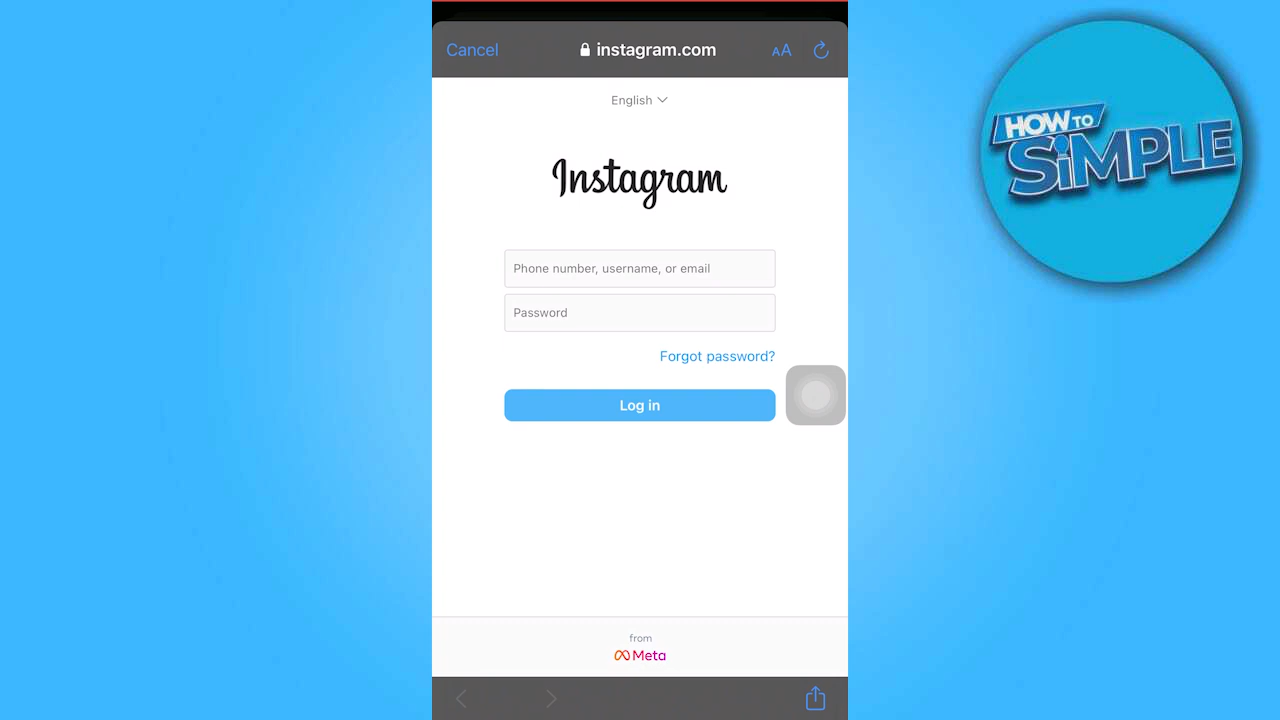 Cancel
instagram.com
AA
English
Instagram
Phone number, username, or email
Password
Forgot password?
Log in
from
Meta
HOW TO
SiMPLE